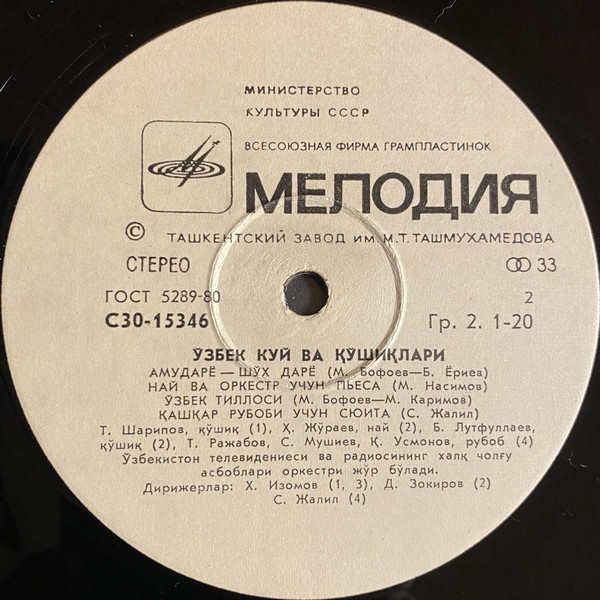 МИНИСТЕРСТВО
КУЛЬТУРЫ СССР
ВСЕСОЮЗНАЯ ФИРМА ГРАМПЛАСТИНОК
МЕЛОДИЯ
© ТАШКЕНТСКИЙ ЗАВОД ИМ. М.Т. ТАШМУХАМЕДОВА
СТЕРЕО 33
ГОСТ 5289-80 2
С30-15346 Гр. 2. 1-20
ЎЗБЕК КУЙ ВА ҚЎШИҚЛАРИ
АМУДАРЁ — ШЎХ ДАРЁ (М. Бофоев—Б. Ёриев)
НАЙ ВА ОРКЕСТР УЧУН ПЬЕСА (М. Насимов)
ЎЗБЕК ТИЛЛОСИ (М. Бофоев—М. Каримов)
ҚАШҚАР РУБОБИ УЧУН СЮИТА (С. Жалил)
Т. Шарипов, қўшиқ (1), Ҳ. Жўраев, най (2), Б. Лутфуллаев,
қўшиқ (2), Т. Ражабов, С. Мушиев, Қ. Усмонов, рубоб (4)
Ўзбекистон телевидениеси ва радиосининг халқ чолғу
асбоблари оркестри жўр бўлади.
Дирижерлар: Х. Изомов (1, 3), Д. Зокиров (2)
С. Жалил (4)